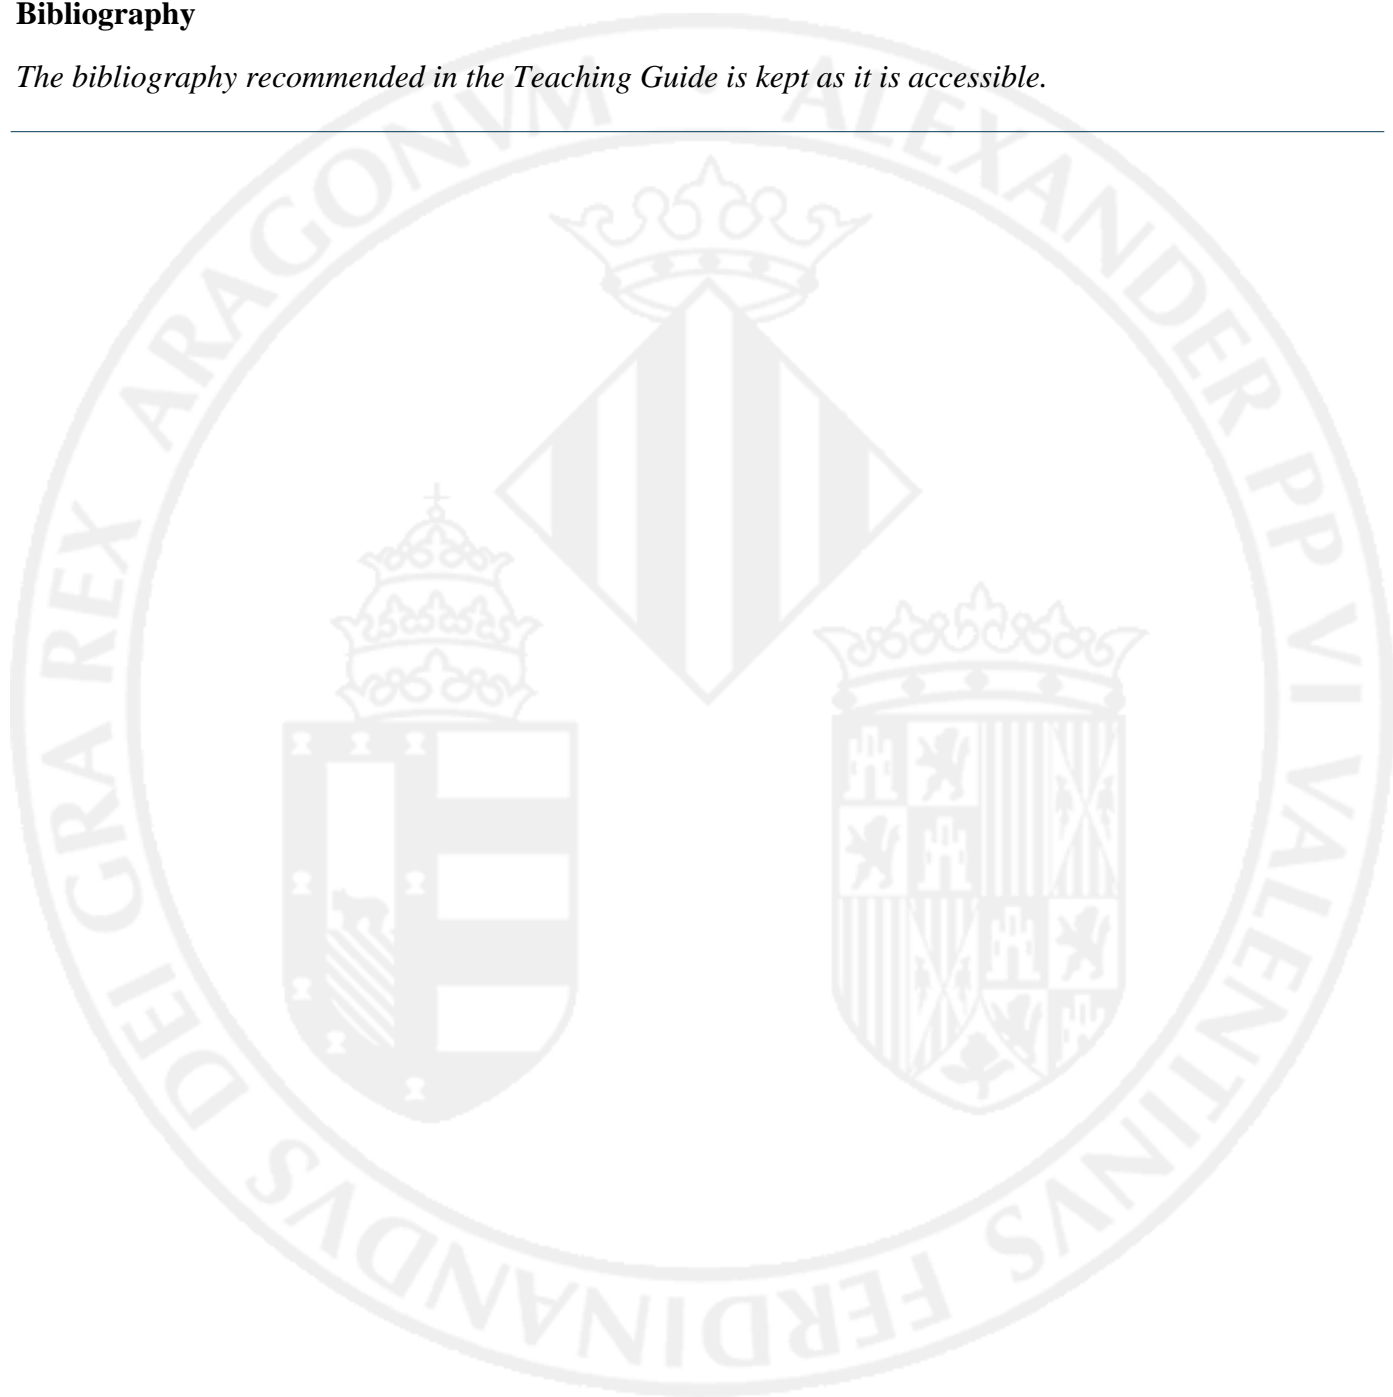 Bibliography
The bibliography recommended in the Teaching Guide is kept as it is accessible.
ALEXANDER PP VI VALENTINVS FERDINANDVS DEI GRA REX ARAGONVM